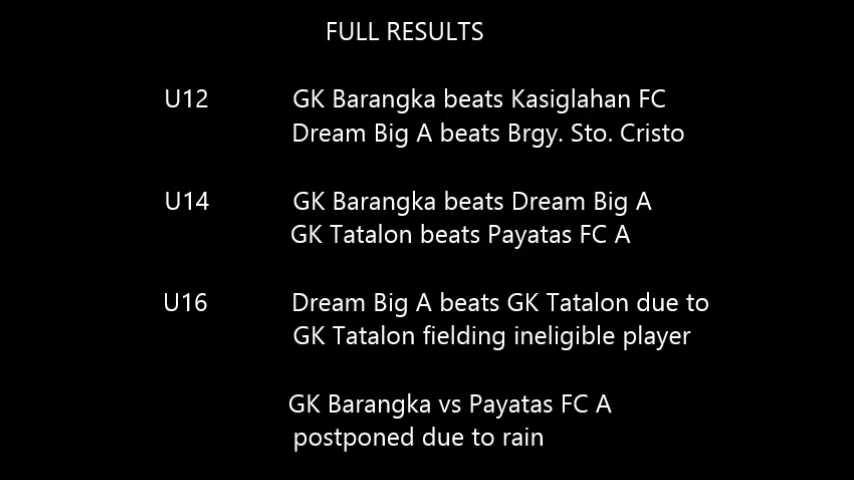 FULL RESULTS
U12 GK Barangka beats Kasiglahan FC
Dream Big A beats Brgy. Sto. Cristo
U14 GK Barangka beats Dream Big A
GK Tatalon beats Payatas FC A
U16 Dream Big A beats GK Tatalon due to
GK Tatalon fielding ineligible player
GK Barangka vs Payatas FC A
postponed due to rain